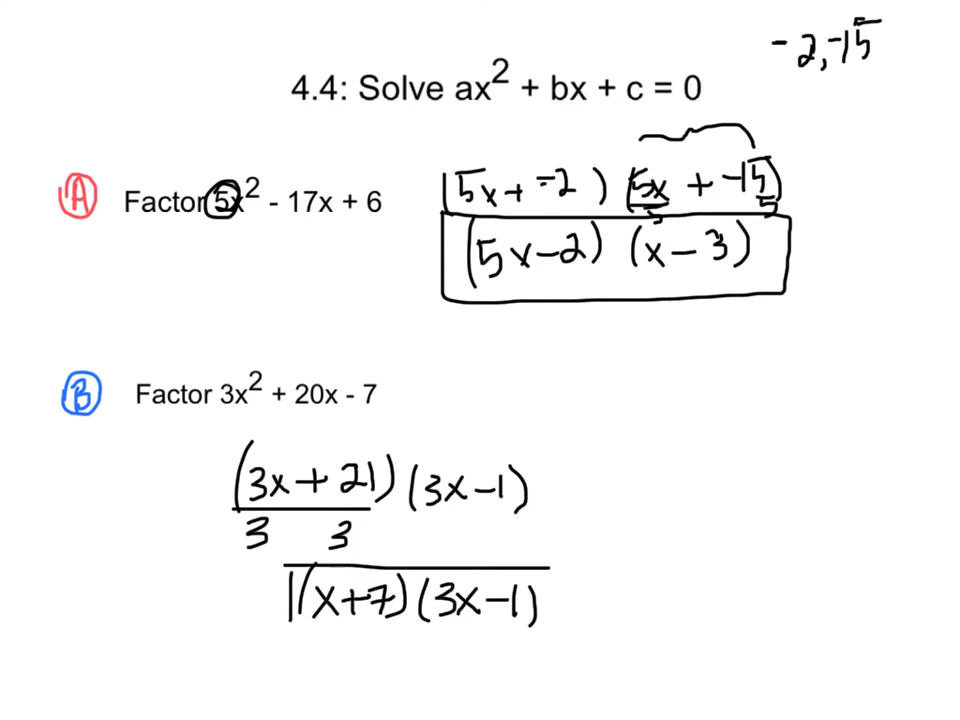 -2,-15
4.4: Solve ax² + bx + c = 0
(5x + -2) (5x + -15)
5 5
A Factor 5x² - 17x + 6
(5x - 2) (x - 3)
B Factor 3x² + 20x - 7
(3x + 21) (3x - 1)
3 3
(x + 7) (3x - 1)